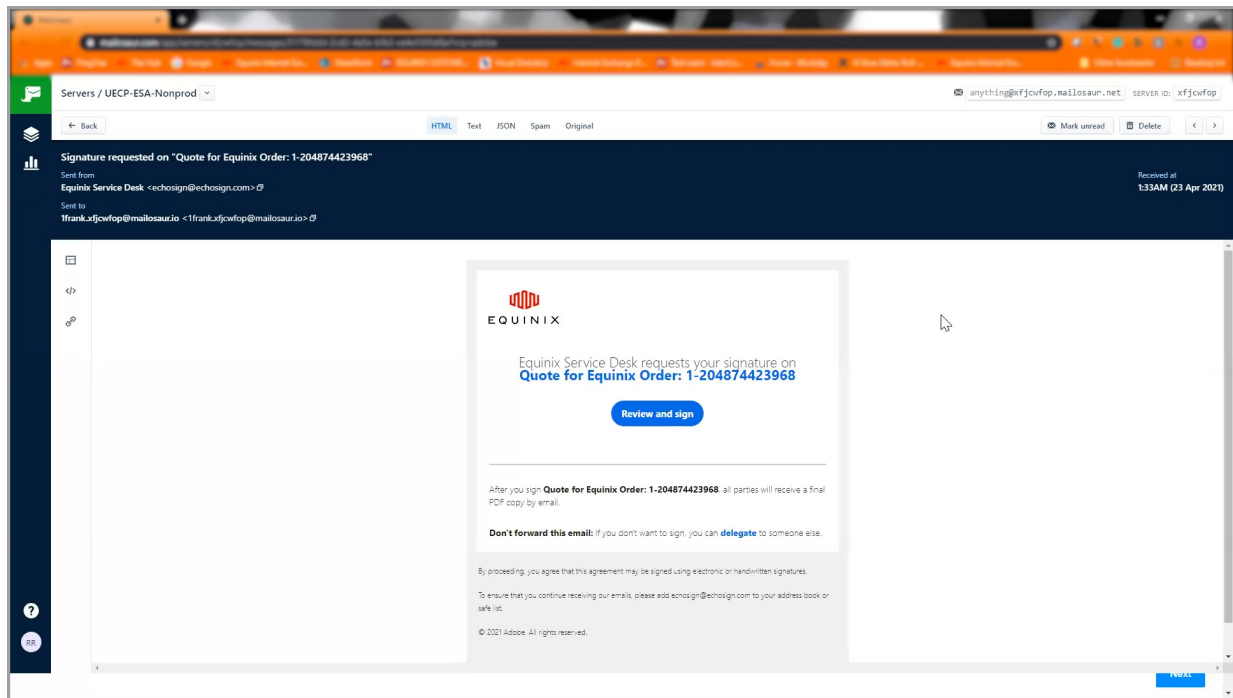 Servers / UECP-ESA-Nonprod
anything@xfjcwfop.mailosaur.net SERVER ID: xfjcwfop
← Back HTML Text JSON Spam Original Mark unread Delete
Signature requested on "Quote for Equinix Order: 1-204874423968"
Sent from
Equinix Service Desk <echosign@echosign.com>
Received at
1:33AM (23 Apr 2021)
Sent to
1frank.xfjcwfop@mailosaur.io <1frank.xfjcwfop@mailosaur.io>
EQUINIX
Equinix Service Desk requests your signature on
Quote for Equinix Order: 1-204874423968
Review and sign
After you sign Quote for Equinix Order: 1-204874423968, all parties will receive a final
PDF copy by email.
Don't forward this email: If you don't want to sign, you can delegate to someone else.
By proceeding, you agree that this agreement may be signed using electronic or handwritten signatures.
To ensure that you continue receiving our emails, please add echosign@echosign.com to your address book or
safe list.
© 2021 Adobe. All rights reserved.
?
RR
Next